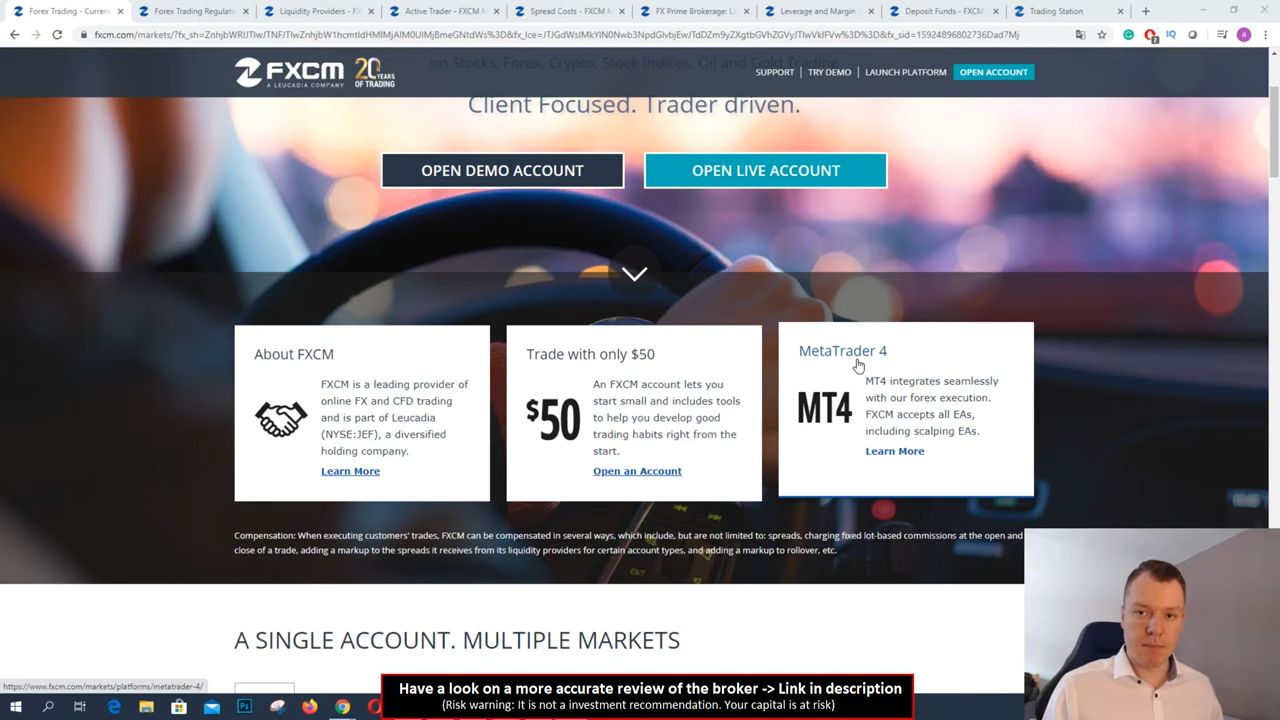 Forex Trading - Curren
Forex Trading Regulati
Liquidity Providers - FX
Active Trader - FXCM M
Spread Costs - FXCM M
FX Prime Brokerage: L
Leverage and Margin -
Deposit Funds - FXCM
Trading Station
FXCM
A LEUCADIA COMPANY
20 YEARS OF TRADING
SUPPORT
TRY DEMO
LAUNCH PLATFORM
OPEN ACCOUNT
on Stocks, Forex, Crypto, Stock Indices, Oil and Gold Trading.
Client Focused. Trader driven.
OPEN DEMO ACCOUNT
OPEN LIVE ACCOUNT
About FXCM
FXCM is a leading provider of
online FX and CFD trading
and is part of Leucadia
(NYSE:JEF), a diversified
holding company.
Learn More
Trade with only $50
$50
An FXCM account lets you
start small and includes tools
to help you develop good
trading habits right from the
start.
Open an Account
MetaTrader 4
MT4
MT4 integrates seamlessly
with our forex execution.
FXCM accepts all EAs,
including scalping EAs.
Learn More
Compensation: When executing customers' trades, FXCM can be compensated in several ways, which include, but are not limited to: spreads, charging fixed lot-based commissions at the open and
close of a trade, adding a markup to the spreads it receives from its liquidity providers for certain account types, and adding a markup to rollover, etc.
A SINGLE ACCOUNT. MULTIPLE MARKETS
https://www.fxcm.com/markets/platforms/metatrader-4/
Have a look on a more accurate review of the broker -> Link in description
(Risk warning: It is not a investment recommendation. Your capital is at risk)